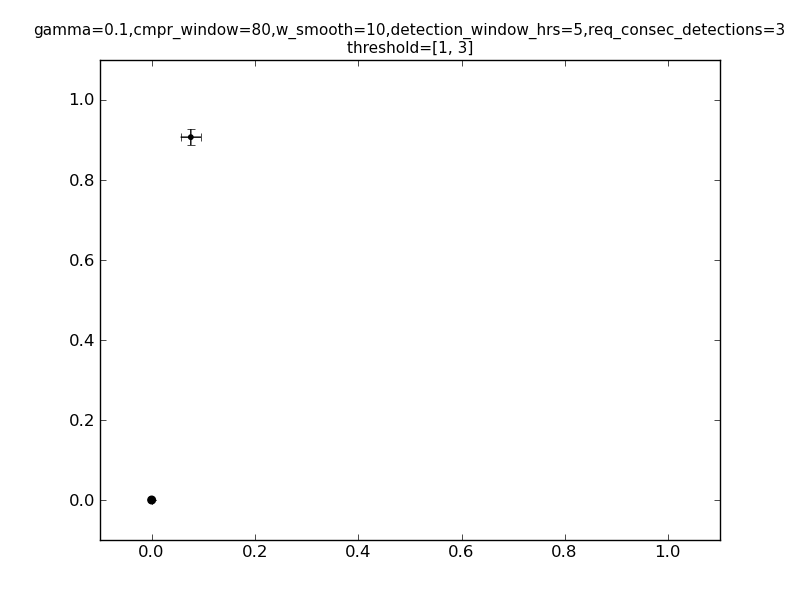 gamma=0.1,cmpr_window=80,w_smooth=10,detection_window_hrs=5,req_consec_detections=3
threshold=[1, 3]
1.0
0.8
0.6
0.4
0.2
0.0
0.0 0.2 0.4 0.6 0.8 1.0